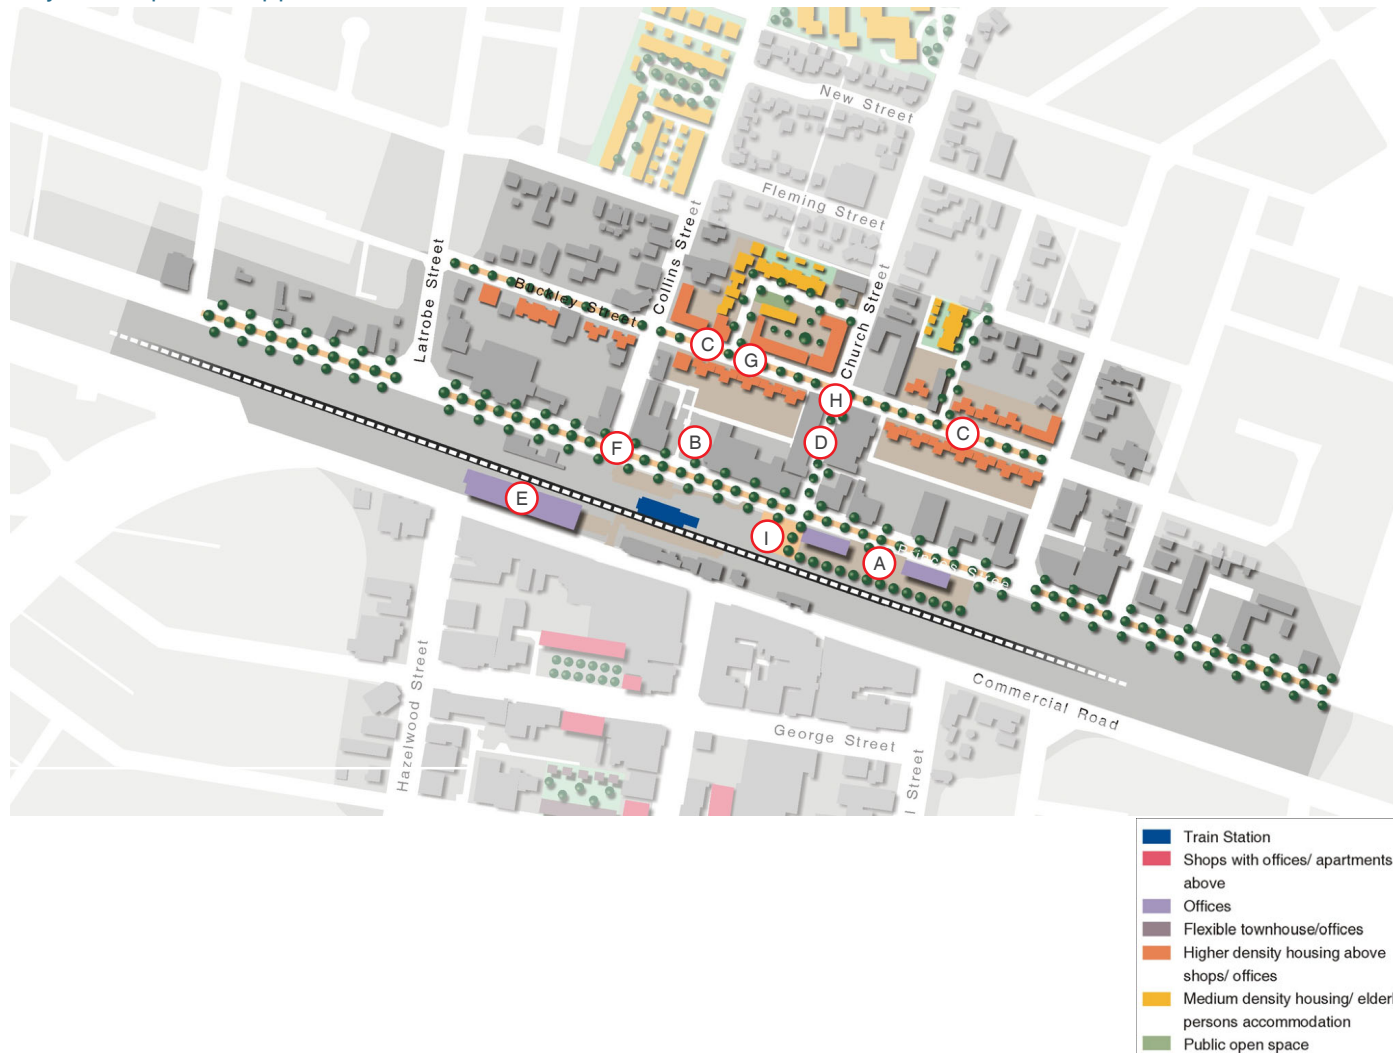 New Street
Fleming Street
Collins Street
Church Street
Latrobe Street
Buckley Street
C
G
H
C
F
B
D
E
I
A
Commercial Road
Hazelwood Street
George Street
l Street
Train Station
Shops with offices/ apartments
above
Offices
Flexible townhouse/offices
Higher density housing above
shops/ offices
Medium density housing/ elderl
persons accommodation
Public open space